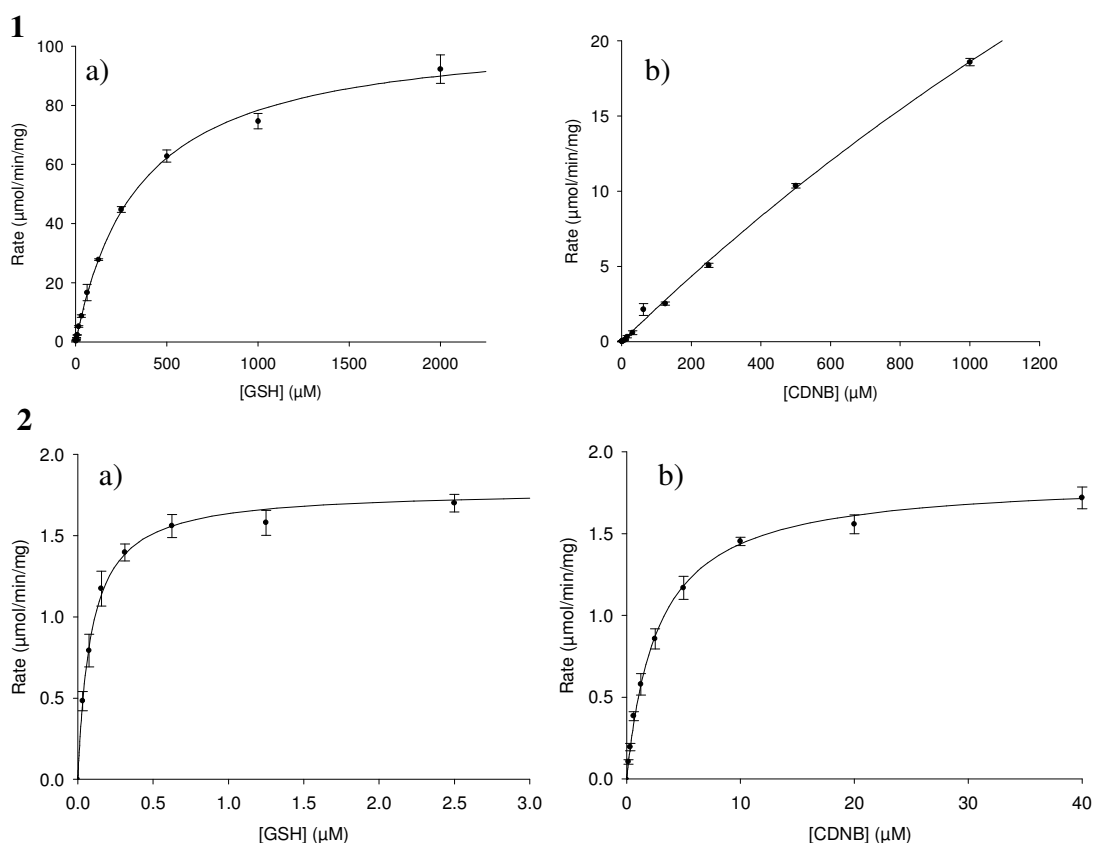 1
a)
Rate (µmol/min/mg)
100
80
60
40
20
0
0 500 1000 1500 2000
[GSH] (µM)
b)
Rate (µmol/min/mg)
20
15
10
5
0
0 200 400 600 800 1000 1200
[CDNB] (µM)
2
a)
Rate (µmol/min/mg)
2.0
1.5
1.0
0.5
0.0
0.0 0.5 1.0 1.5 2.0 2.5 3.0
[GSH] (µM)
b)
Rate (µmol/min/mg)
2.0
1.5
1.0
0.5
0.0
0 10 20 30 40
[CDNB] (µM)